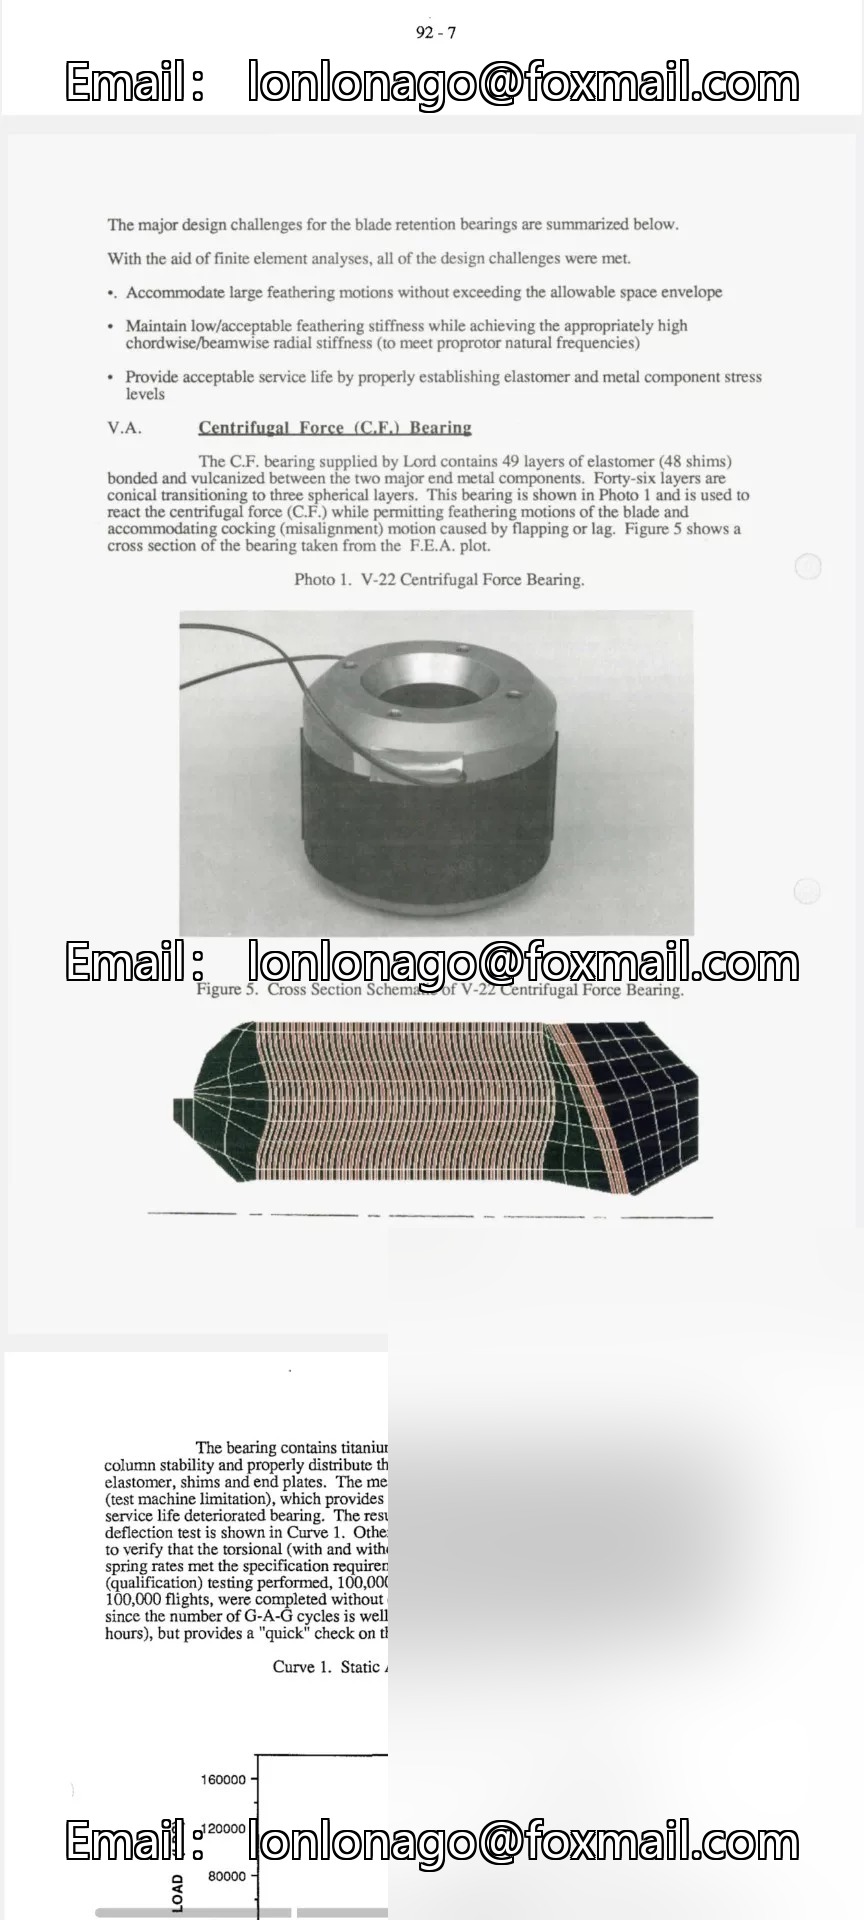 92 - 7
Email： lonlonago@foxmail.com
The major design challenges for the blade retention bearings are summarized below.
With the aid of finite element analyses, all of the design challenges were met.
•. Accommodate large feathering motions without exceeding the allowable space envelope
• Maintain low/acceptable feathering stiffness while achieving the appropriately high
chordwise/beamwise radial stiffness (to meet proprotor natural frequencies)
• Provide acceptable service life by properly establishing elastomer and metal component stress
levels
V.A. Centrifugal Force (C.F.) Bearing
The C.F. bearing supplied by Lord contains 49 layers of elastomer (48 shims)
bonded and vulcanized between the two major end metal components. Forty-six layers are
conical transitioning to three spherical layers. This bearing is shown in Photo 1 and is used to
react the centrifugal force (C.F.) while permitting feathering motions of the blade and
accommodating cocking (misalignment) motion caused by flapping or lag. Figure 5 shows a
cross section of the bearing taken from the F.E.A. plot.
Photo 1. V-22 Centrifugal Force Bearing.
Email： lonlonago@foxmail.com
Figure 5. Cross Section of V-22 Centrifugal Force Bearing.
The bearing contains
column stability and properly distribute
elastomer, shims and end plates. The
(test machine limitation), which provides
service life deteriorated bearing. The
deflection test is shown in Curve 1.
to verify that the torsional (with and
spring rates met the specification
(qualification) testing performed,
100,000 flights, were completed without
since the number of G-A-G cycles is
hours), but provides a "quick" check on
Curve 1. Static
160000
120000
Email： lonlonago@foxmail.com
80000
LOAD